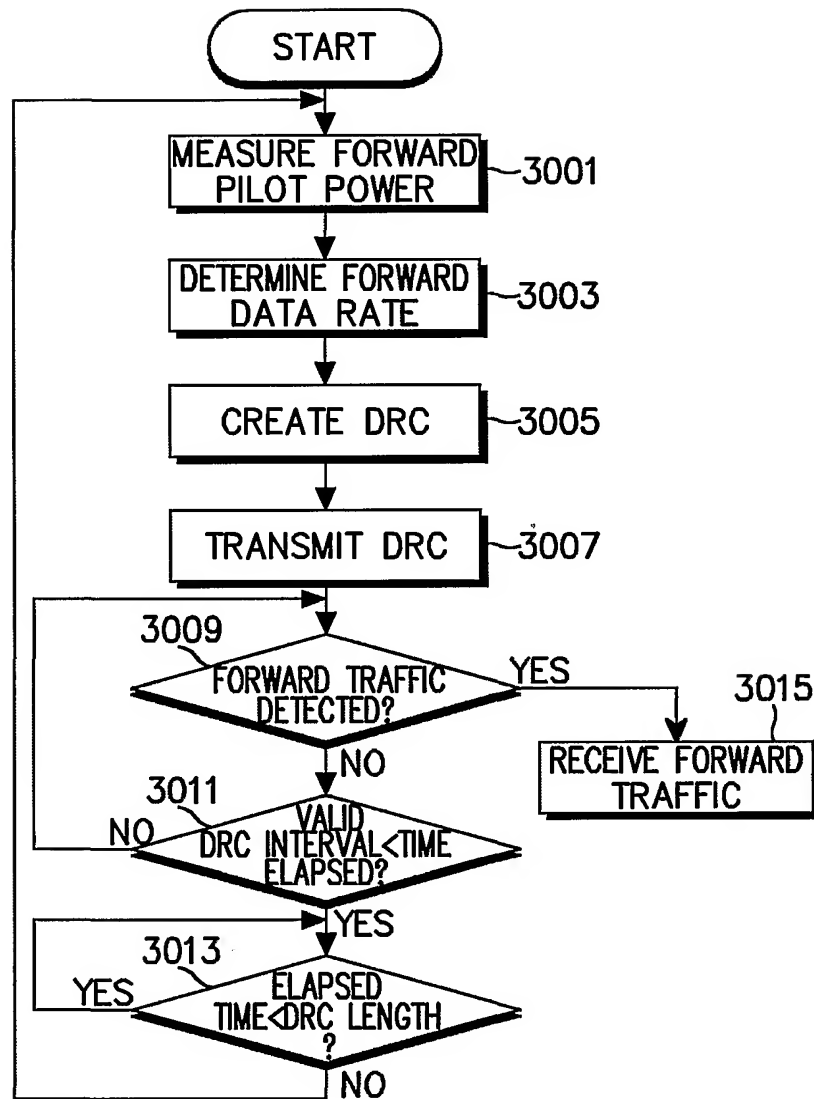 START
MEASURE FORWARD
PILOT POWER
3001
DETERMINE FORWARD
DATA RATE
3003
CREATE DRC
3005
TRANSMIT DRC
3007
3009
FORWARD TRAFFIC
DETECTED?
YES
3015
RECEIVE FORWARD
TRAFFIC
NO
3011
VALID
DRC INTERVAL<TIME
ELAPSED?
NO
YES
3013
ELAPSED
TIME<DRC LENGTH
?
YES
NO